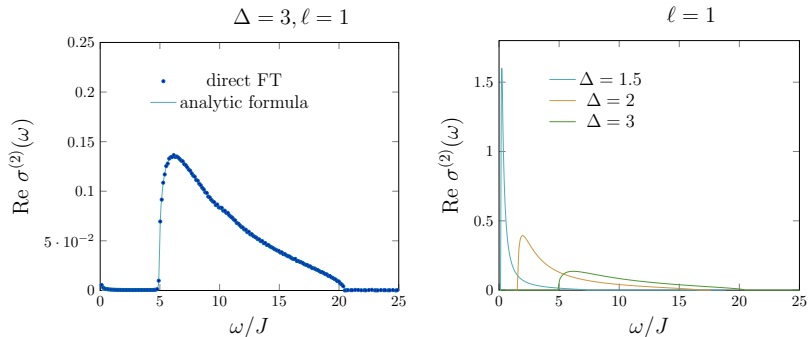 Δ = 3, ℓ = 1
Re σ⁽²⁾(ω)
0.25
0.2
0.15
0.1
5 · 10⁻²
0
direct FT
analytic formula
0 5 10 15 20 25
ω/J
ℓ = 1
Re σ⁽²⁾(ω)
1.5
1
0.5
0
Δ = 1.5
Δ = 2
Δ = 3
0 5 10 15 20 25
ω/J